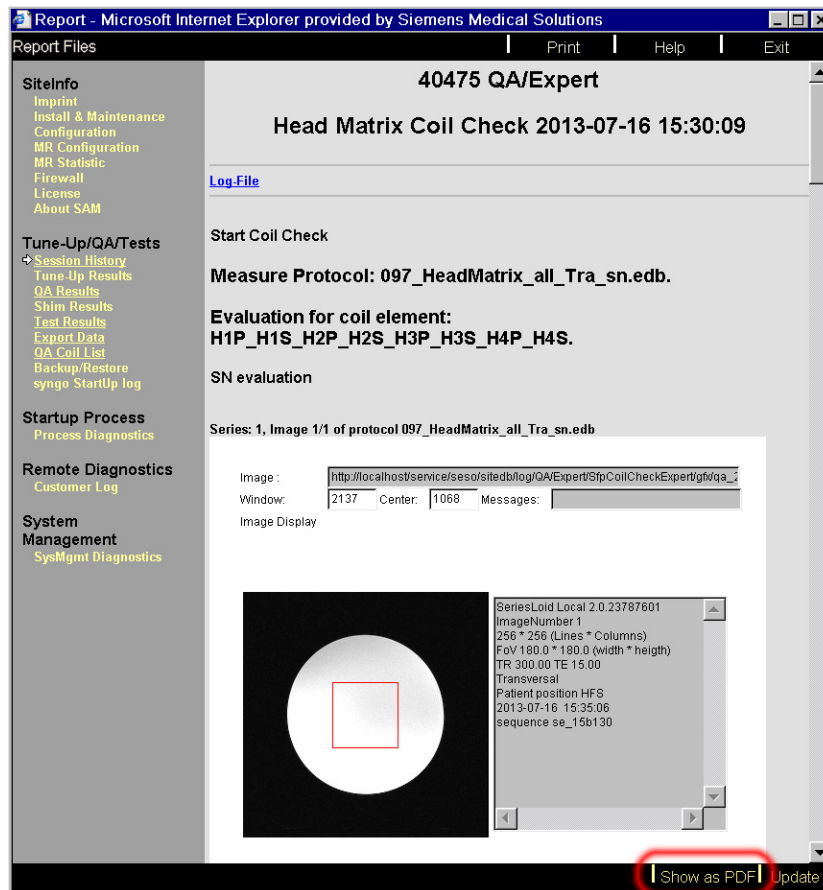 Report - Microsoft Internet Explorer provided by Siemens Medical Solutions
Report Files
Print
Help
Exit
SiteInfo
Imprint
Install & Maintenance
Configuration
MR Configuration
MR Statistic
Firewall
License
About SAM
Tune-Up/QA/Tests
Session History
Tune-Up Results
QA Results
Shim Results
Test Results
Export Data
QA Coil List
Backup/Restore
syngo StartUp log
Startup Process
Process Diagnostics
Remote Diagnostics
Customer Log
System
Management
SysMgmt Diagnostics
40475 QA/Expert
Head Matrix Coil Check 2013-07-16 15:30:09
Log-File
Start Coil Check
Measure Protocol: 097_HeadMatrix_all_Tra_sn.edb.
Evaluation for coil element:
H1P_H1S_H2P_H2S_H3P_H3S_H4P_H4S.
SN evaluation
Series: 1, Image 1/1 of protocol 097_HeadMatrix_all_Tra_sn.edb
Image : http://localhost/service/seso/sitedb/log/QA/Expert/SfpCoilCheckExpert/gfx/qa_2
Window: 2137 Center: 1068 Messages:
Image Display
SeriesLoid Local 2.0.23787601
ImageNumber 1
256 * 256 (Lines * Columns)
FoV 180.0 * 180.0 (width * heigth)
TR 300.00 TE 15.00
Transversal
Patient position HFS
2013-07-16 15:35:06
sequence se_15b130
Show as PDF
Update